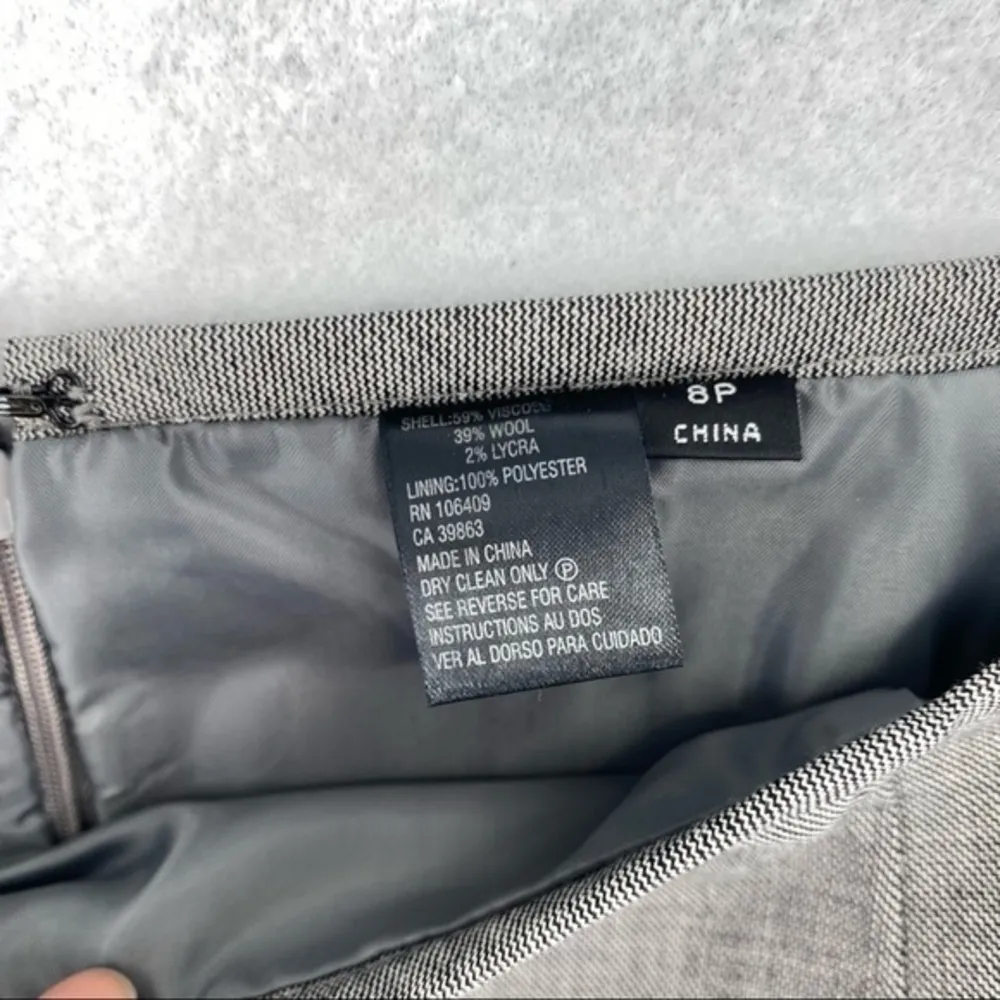 SHELL:59% VISCOSE
39% WOOL
2% LYCRA
LINING:100% POLYESTER
RN 106409
CA 39863
MADE IN CHINA
DRY CLEAN ONLY Ⓟ
SEE REVERSE FOR CARE
INSTRUCTIONS AU DOS
VER AL DORSO PARA CUIDADO
8P
CHINA